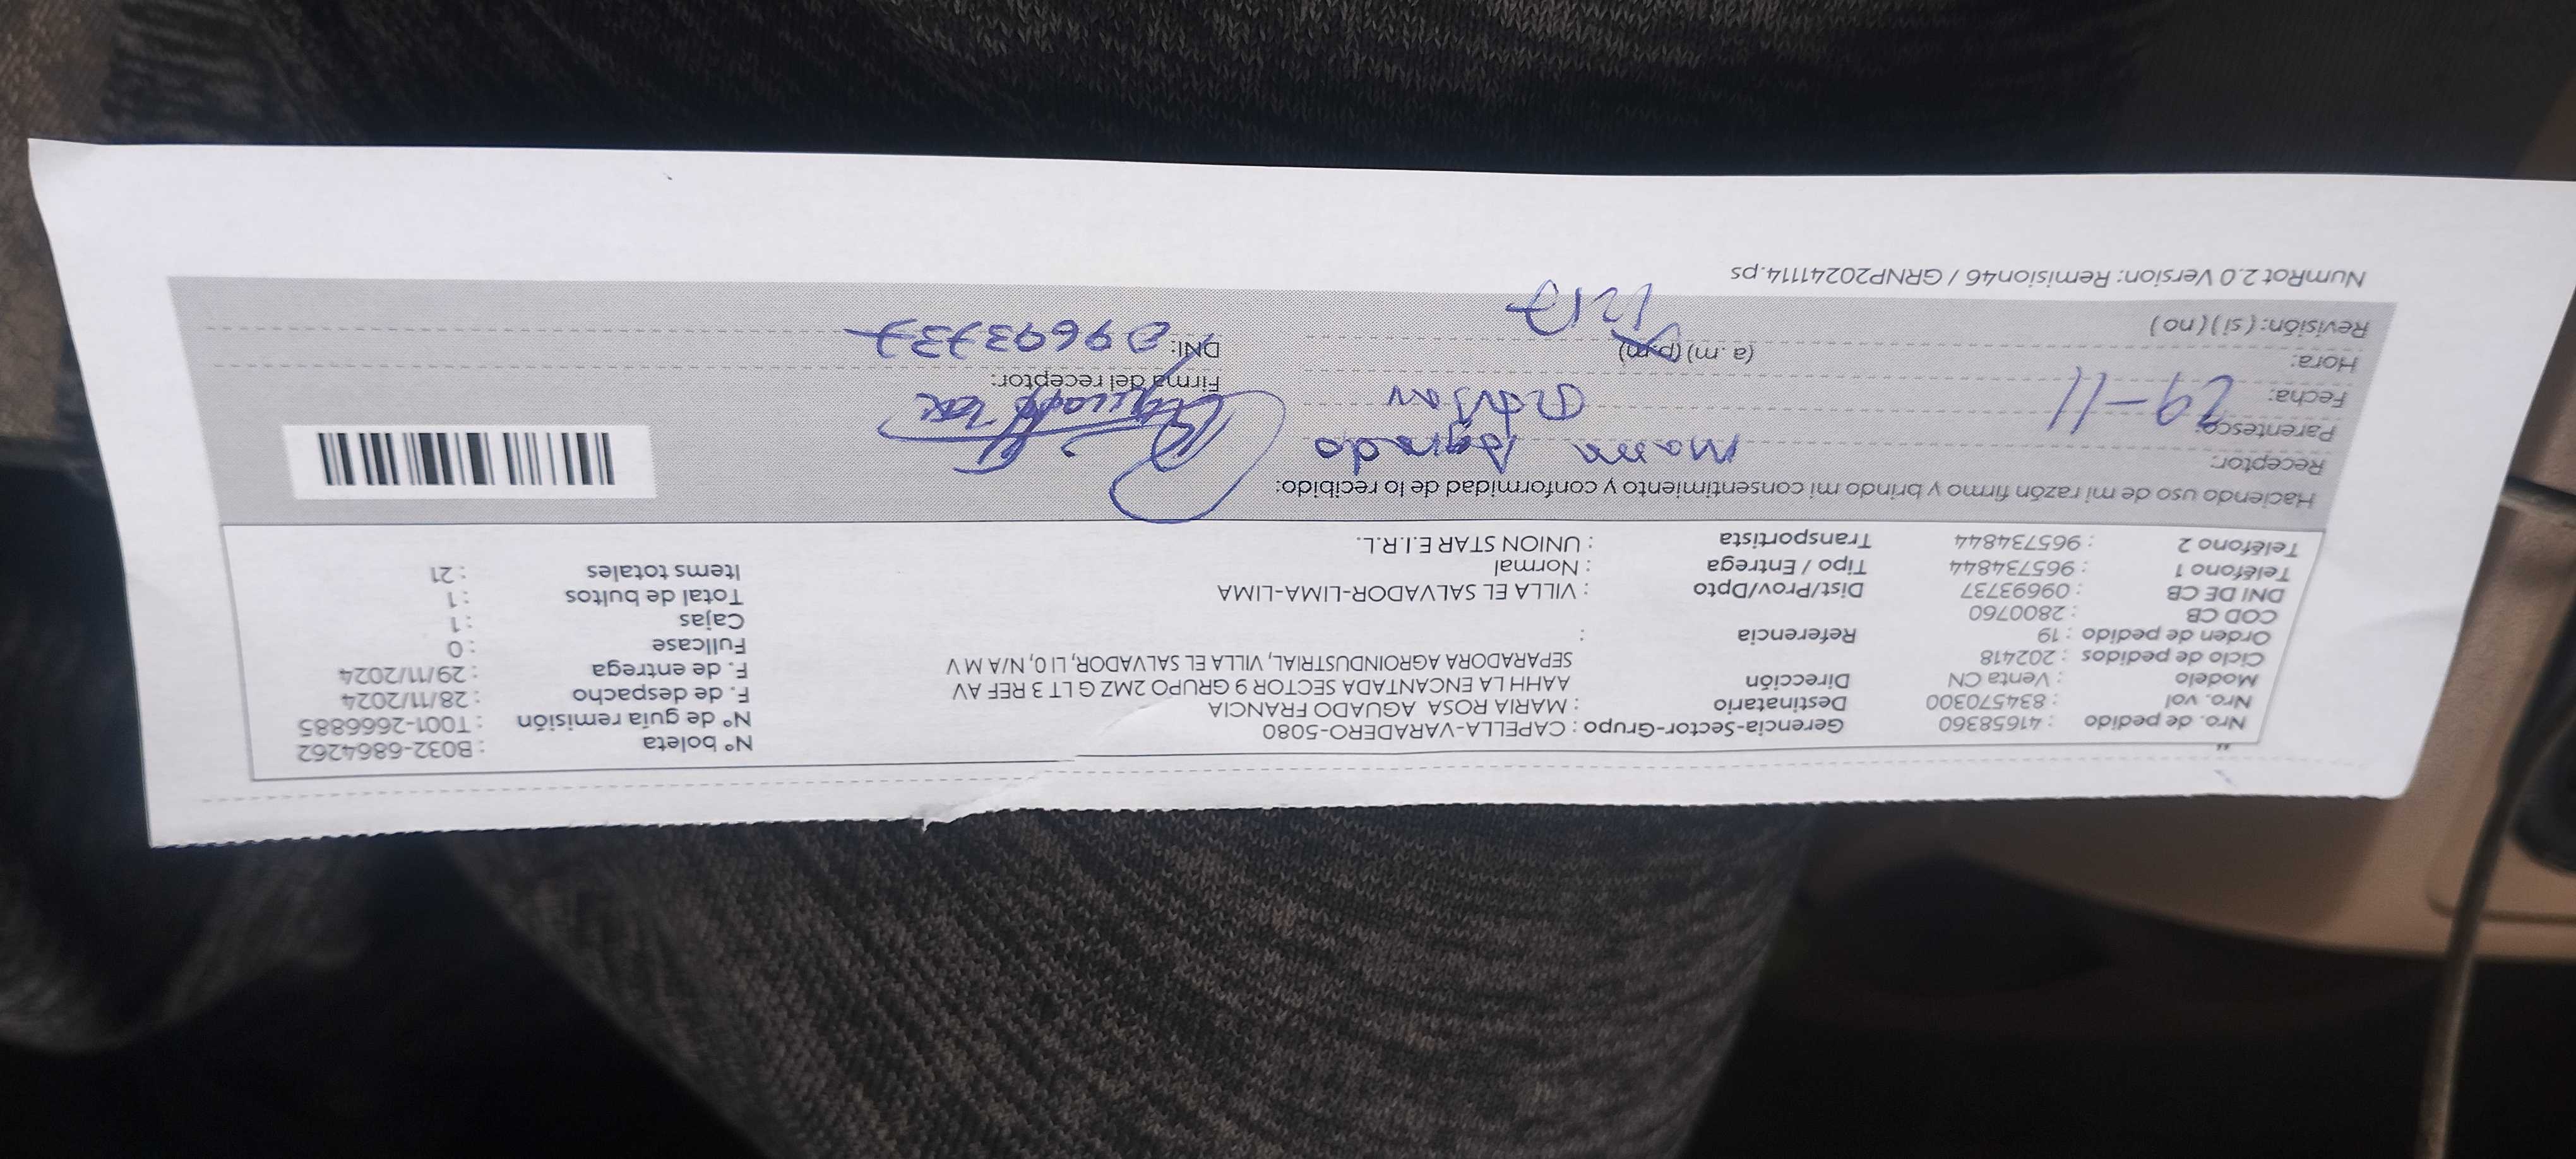 "
Nro. de pedido : 41658360 Gerencia-Sector-Grupo : CAPELLA-VARADERO-5080 N° boleta : B032-6864262
Nro. vol : 834570300 Destinatario : MARIA ROSA AGUADO FRANCIA N° de guía remisión : T001-2666885
Modelo : Venta CN Dirección AAHH LA ENCANTADA SECTOR 9 GRUPO 2MZ G LT 3 REF AV F. de despacho : 28/11/2024
Ciclo de pedidos : 202418 SEPARADORA AGROINDUSTRIAL, VILLA EL SALVADOR, LI 0, N/A M V F. de entrega : 29/11/2024
Orden de pedido : 19 Referencia : Fullcase : 0
COD CB : 2800760 Cajas : 1
DNI DE CB : 09693737 Dist/Prov/Dpto : VILLA EL SALVADOR-LIMA-LIMA Total de bultos : 1
Teléfono 1 : 965734844 Tipo / Entrega : Normal Items totales : 21
Teléfono 2 : 965734844 Transportista : UNION STAR E.I.R.L.
Haciendo uso de mi razón firmo y brindo mi consentimiento y conformidad de lo recibido:
Receptor: Maria Aguado
Parentesco:
Fecha: 29-11 Firma del receptor:
Hora: (a.m) (p.m) 1217 DNI: 09693737
Revisión: (si) (no)
NumRot 2.0 Version: Remision46 / GRNP20241114.ps